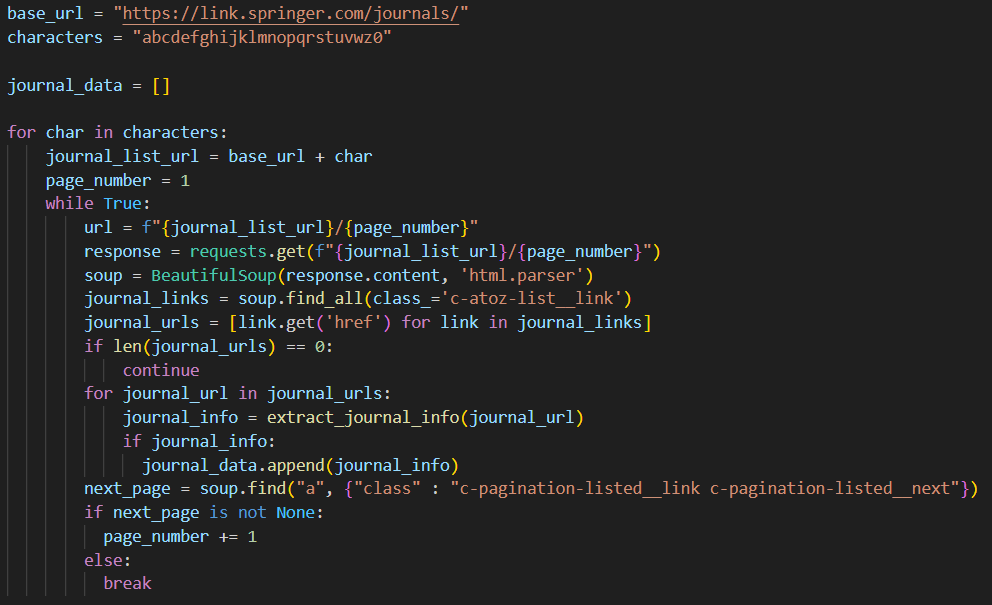 base_url = "https://link.springer.com/journals/"
characters = "abcdefghijklmnopqrstuvwz0"

journal_data = []

for char in characters:
    journal_list_url = base_url + char
    page_number = 1
    while True:
        url = f"{journal_list_url}/{page_number}"
        response = requests.get(f"{journal_list_url}/{page_number}")
        soup = BeautifulSoup(response.content, 'html.parser')
        journal_links = soup.find_all(class_='c-atoz-list__link')
        journal_urls = [link.get('href') for link in journal_links]
        if len(journal_urls) == 0:
            continue
        for journal_url in journal_urls:
            journal_info = extract_journal_info(journal_url)
            if journal_info:
              journal_data.append(journal_info)
        next_page = soup.find("a", {"class" : "c-pagination-listed__link c-pagination-listed__next"})
        if next_page is not None:
          page_number += 1
        else:
          break